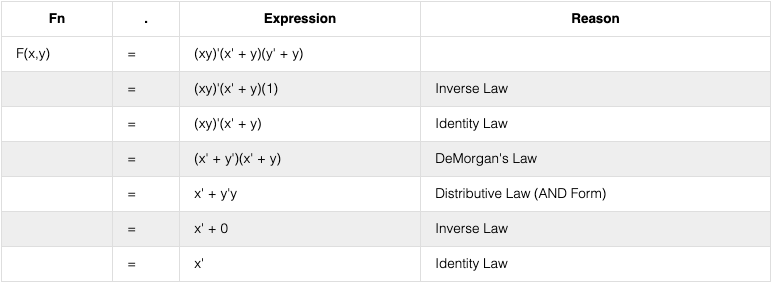 Fn . Expression Reason
F(x,y) = (xy)'(x' + y)(y' + y)
= (xy)'(x' + y)(1) Inverse Law
= (xy)'(x' + y) Identity Law
= (x' + y')(x' + y) DeMorgan's Law
= x' + y'y Distributive Law (AND Form)
= x' + 0 Inverse Law
= x' Identity Law